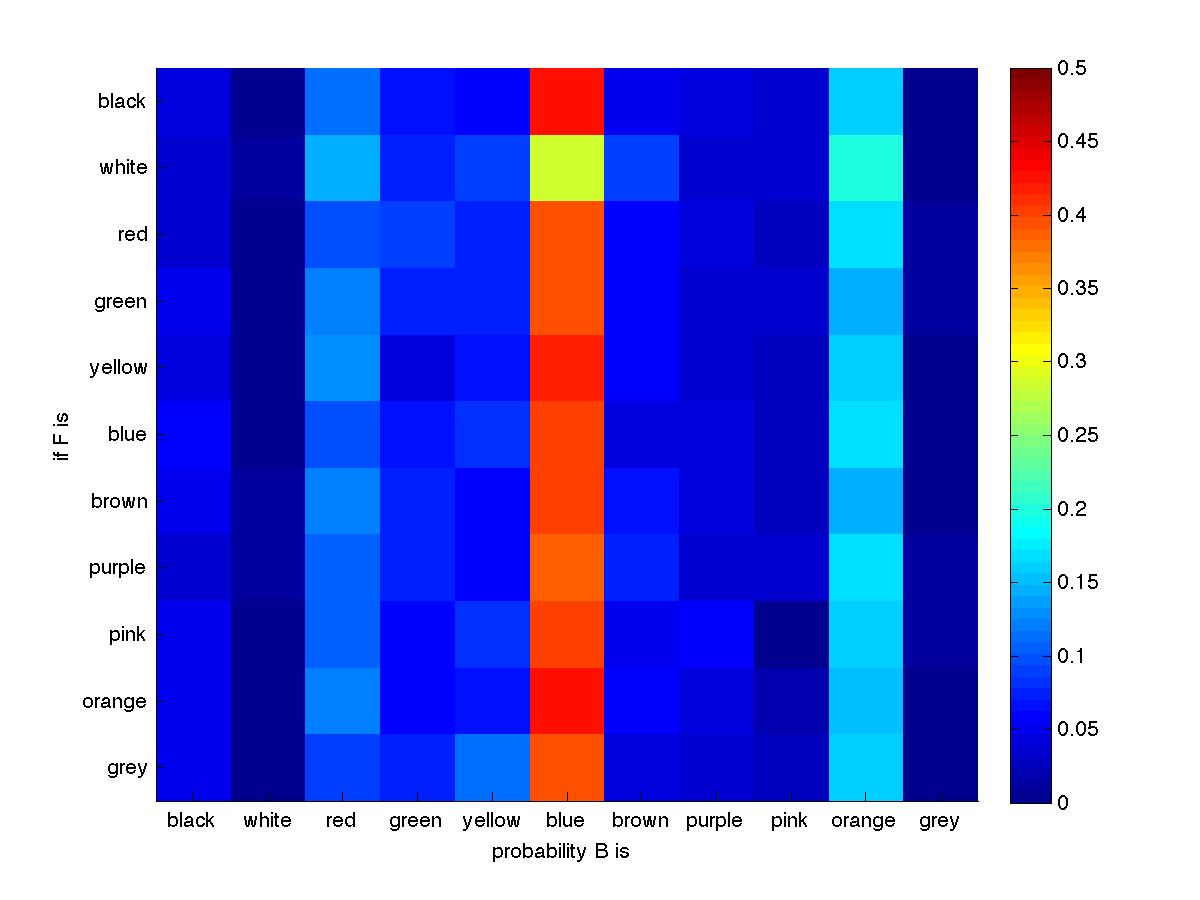 black
white
red
green
yellow
blue
brown
purple
pink
orange
grey
if F is
black white red green yellow blue brown purple pink orange grey
probability B is
0.5
0.45
0.4
0.35
0.3
0.25
0.2
0.15
0.1
0.05
0